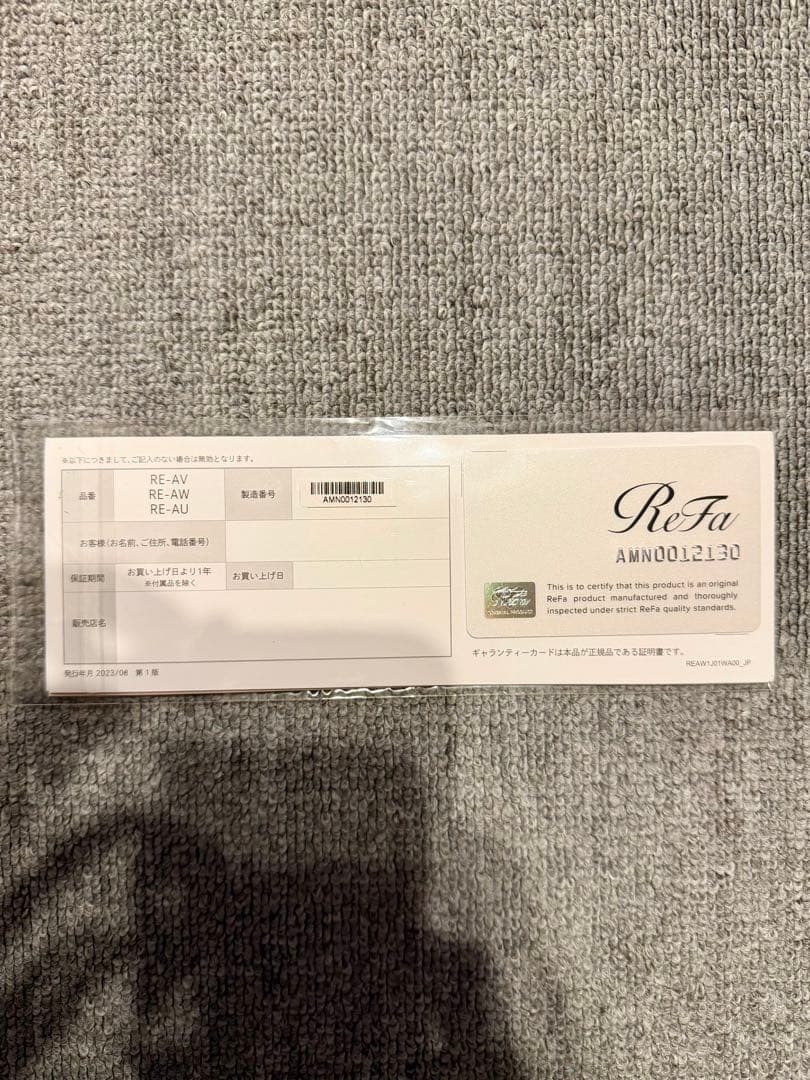 ※以下につきまして、ご記入のない場合は無効となります。
品番
RE-AV
RE-AW
RE-AU
製造番号
AMN0012130
お客様(お名前、ご住所、電話番号)
保証期間
お買い上げ日より1年
※付属品を除く
お買い上げ日
販売店名
発行年月 2023/08 第1版
ReFa
AMN0012130
This is to certify that this product is an original
ReFa product manufactured and thoroughly
inspected under strict ReFa quality standards.
ギャランティーカードは本品が正規品である証明書です。
REAW1J01WA00_JP